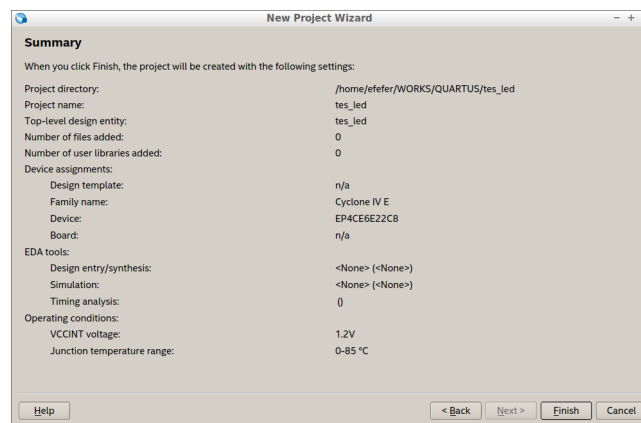 New Project Wizard
Summary
When you click Finish, the project will be created with the following settings:
Project directory: /home/efefer/WORKS/QUARTUS/tes_led
Project name: tes_led
Top-level design entity: tes_led
Number of files added: 0
Number of user libraries added: 0
Device assignments:
Design template: n/a
Family name: Cyclone IV E
Device: EP4CE6E22C8
Board: n/a
EDA tools:
Design entry/synthesis: <None> (<None>)
Simulation: <None> (<None>)
Timing analysis: ()
Operating conditions:
VCCINT voltage: 1.2V
Junction temperature range: 0-85 °C
Help < Back Next > Finish Cancel